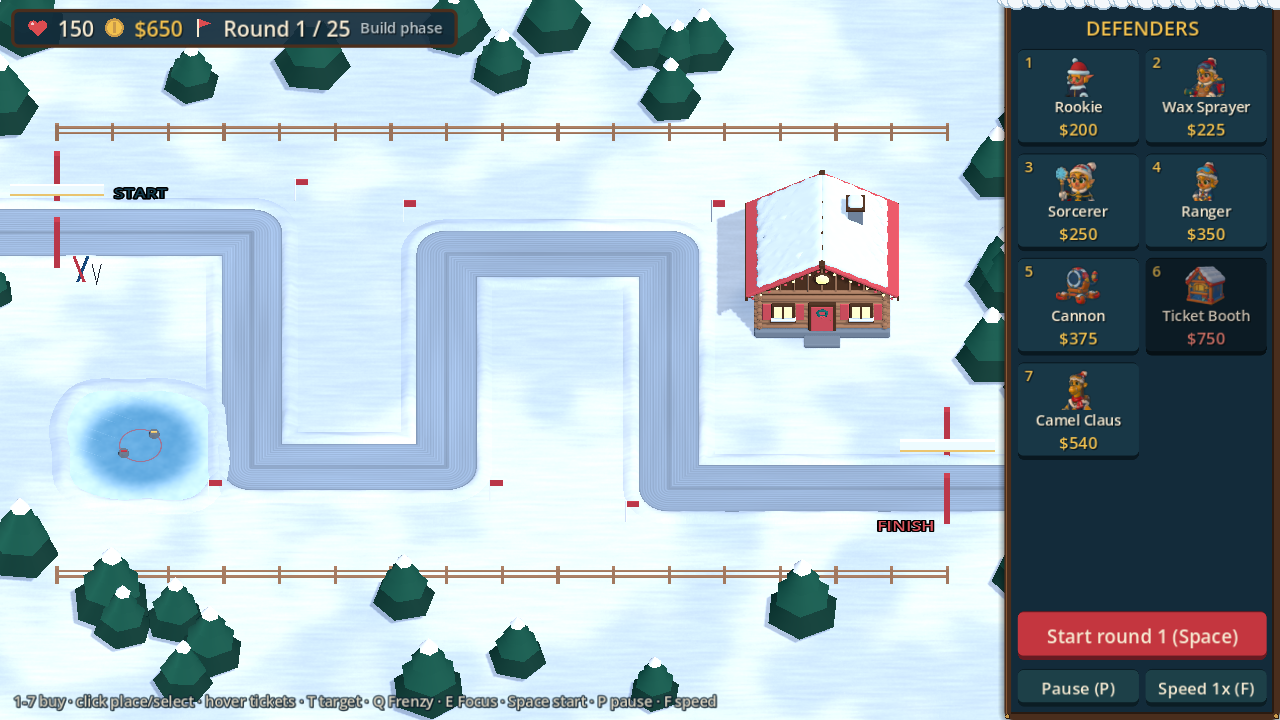 150 $650 Round 1 / 25 Build phase
START
FINISH
DEFENDERS
1 Rookie $200
2 Wax Sprayer $225
3 Sorcerer $250
4 Ranger $350
5 Cannon $375
6 Ticket Booth $750
7 Camel Claus $540
Start round 1 (Space)
Pause (P) Speed 1x (F)
1-7 buy · click place/select · hover tickets · T target · Q Frenzy · E Focus · Space start · P pause · F speed